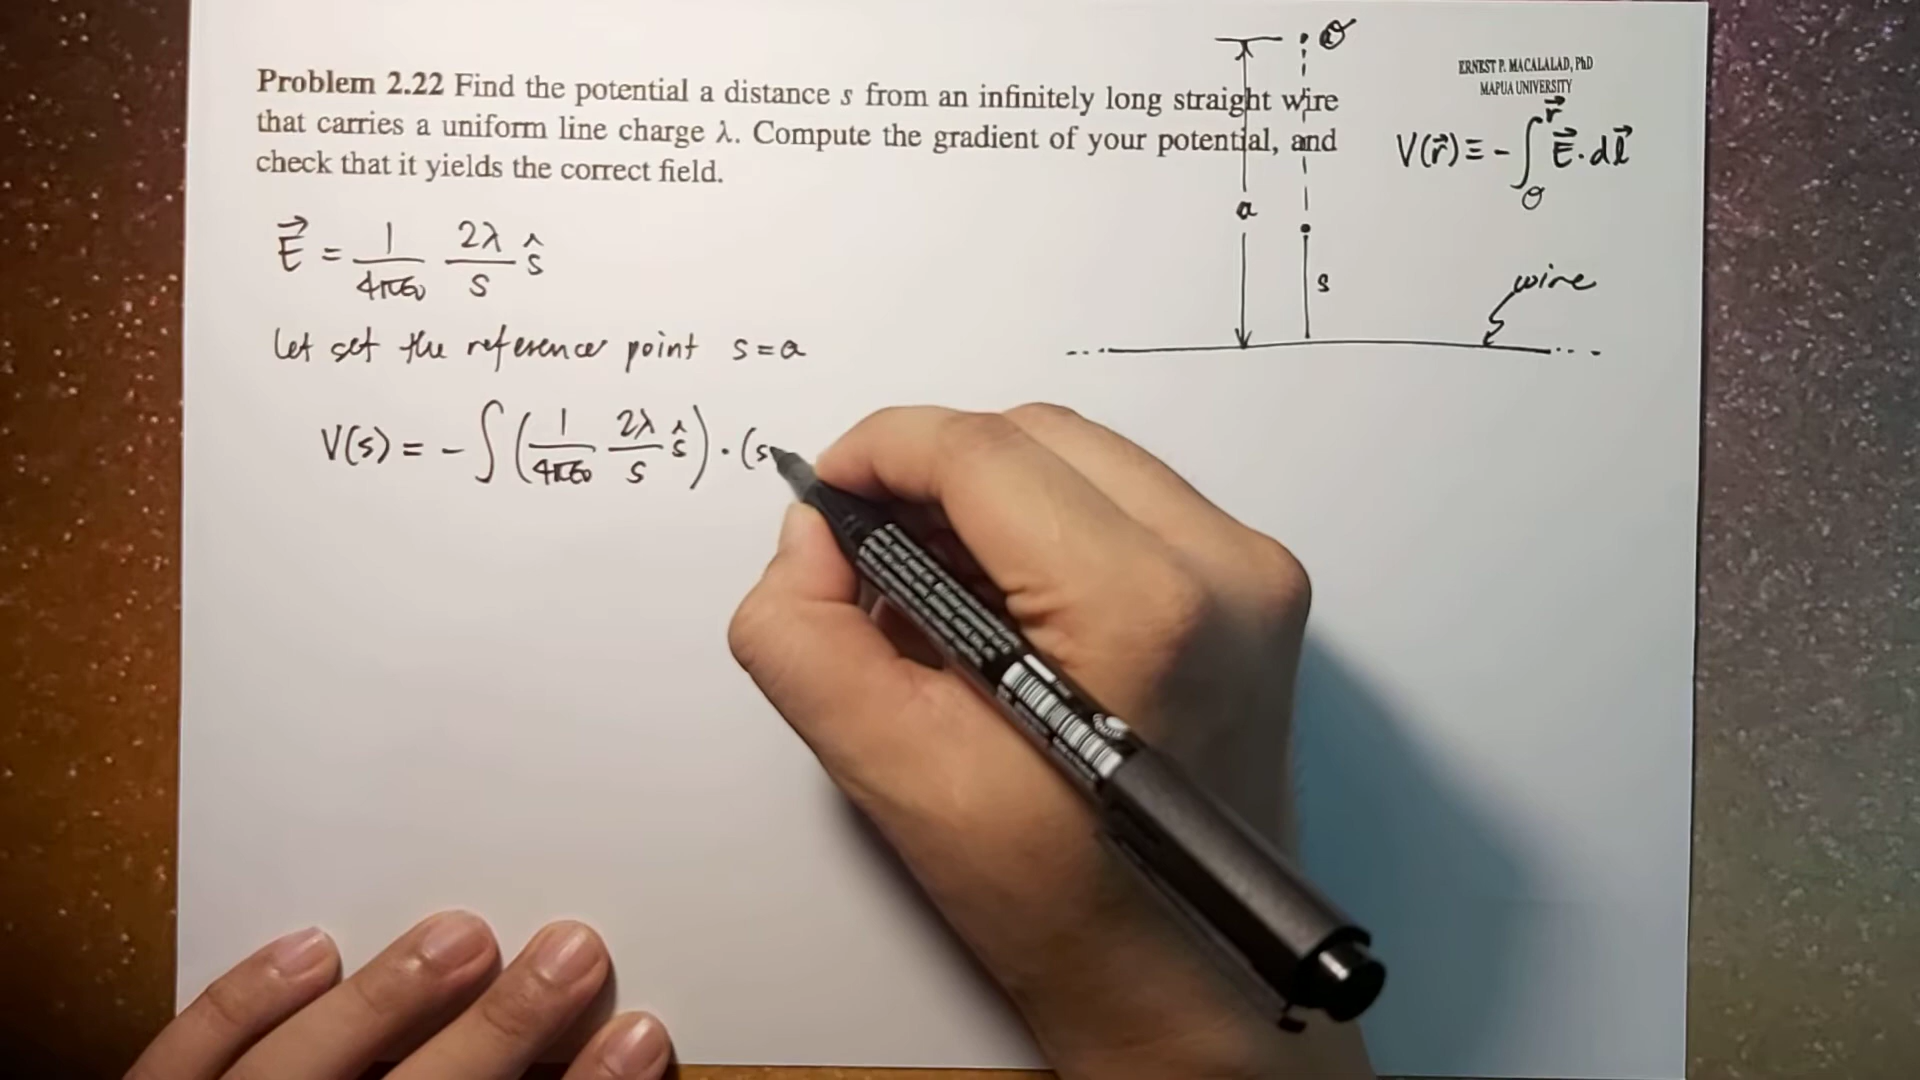 Problem 2.22 Find the potential a distance s from an infinitely long straight wire
that carries a uniform line charge λ. Compute the gradient of your potential, and
check that it yields the correct field.
ERNEST P. MACALALAD, PhD
MAPUA UNIVERSITY
V(r⃗) ≡ - ∫_O^r⃗ E⃗ · dl⃗
O
a
s
wire
E⃗ = 1/4πε₀ 2λ/s ŝ
Let set the reference point s = a
V(s) = - ∫ (1/4πε₀ 2λ/s ŝ) · (s